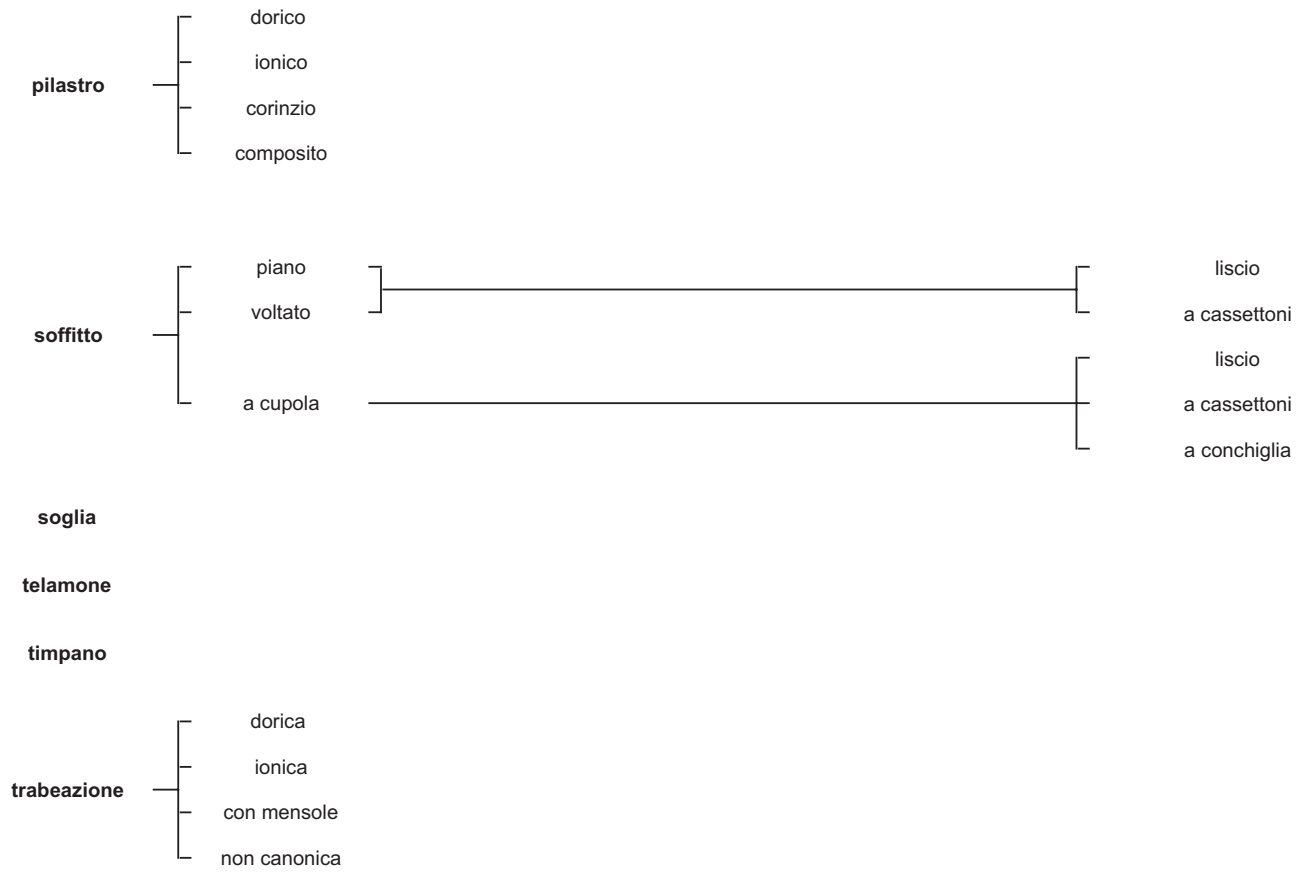 dorico
ionico
pilastro
corinzio
composito
piano
liscio
voltato
a cassettoni
soffitto
liscio
a cupola
a cassettoni
a conchiglia
soglia
telamone
timpano
dorica
ionica
trabeazione
con mensole
non canonica